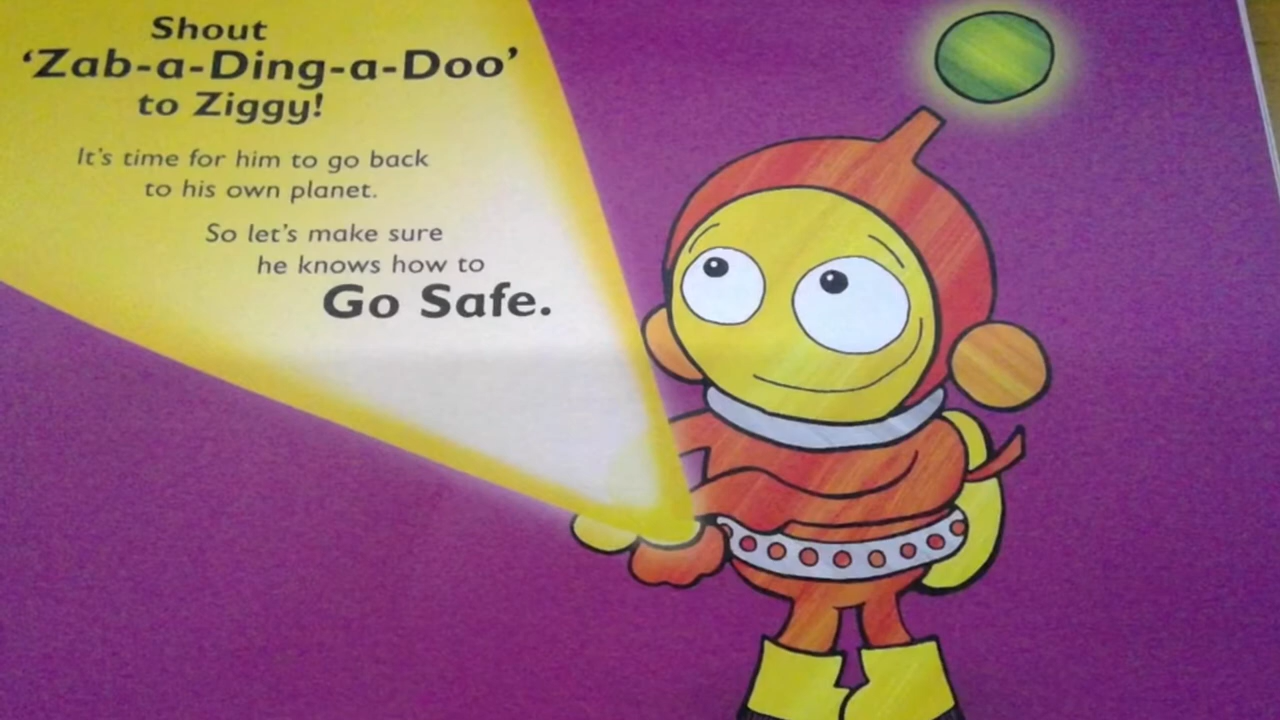 Shout
‘Zab-a-Ding-a-Doo’
to Ziggy!
It's time for him to go back
to his own planet.
So let's make sure
he knows how to
Go Safe.